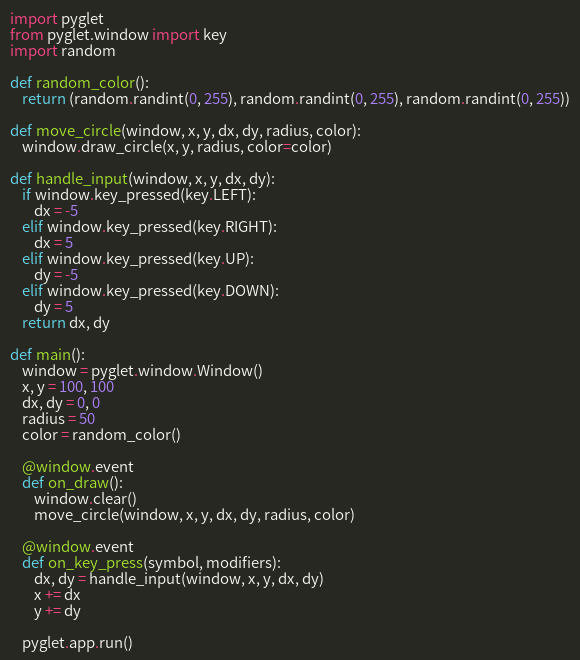 import pyglet
from pyglet.window import key
import random

def random_color():
    return (random.randint(0, 255), random.randint(0, 255), random.randint(0, 255))

def move_circle(window, x, y, dx, dy, radius, color):
    window.draw_circle(x, y, radius, color=color)

def handle_input(window, x, y, dx, dy):
    if window.key_pressed(key.LEFT):
        dx = -5
    elif window.key_pressed(key.RIGHT):
        dx = 5
    elif window.key_pressed(key.UP):
        dy = -5
    elif window.key_pressed(key.DOWN):
        dy = 5
    return dx, dy

def main():
    window = pyglet.window.Window()
    x, y = 100, 100
    dx, dy = 0, 0
    radius = 50
    color = random_color()

    @window.event
    def on_draw():
        window.clear()
        move_circle(window, x, y, dx, dy, radius, color)

    @window.event
    def on_key_press(symbol, modifiers):
        dx, dy = handle_input(window, x, y, dx, dy)
        x += dx
        y += dy

    pyglet.app.run()